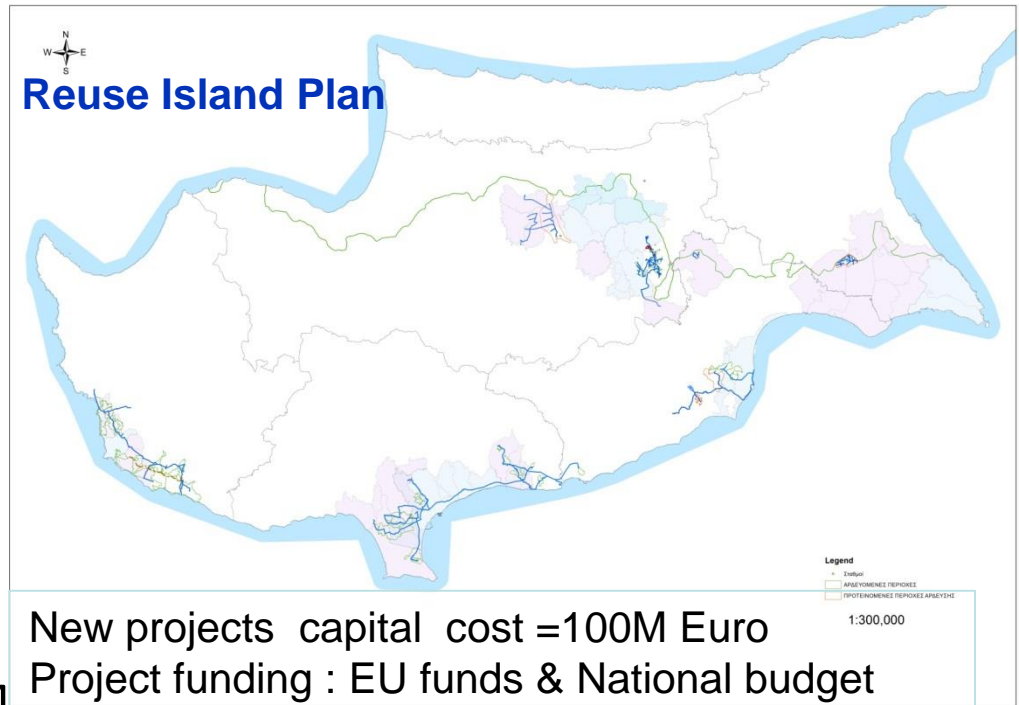 N
W E
S
Reuse Island Plan
Legend
Σταθμοί
ΑΡΔΕΥΟΜΕΝΕΣ ΠΕΡΙΟΧΕΣ
ΠΡΟΤΕΙΝΟΜΕΝΕΣ ΠΕΡΙΟΧΕΣ ΑΡΔΕΥΣΗΣ
1:300,000
New projects capital cost =100M Euro
Project funding : EU funds & National budget